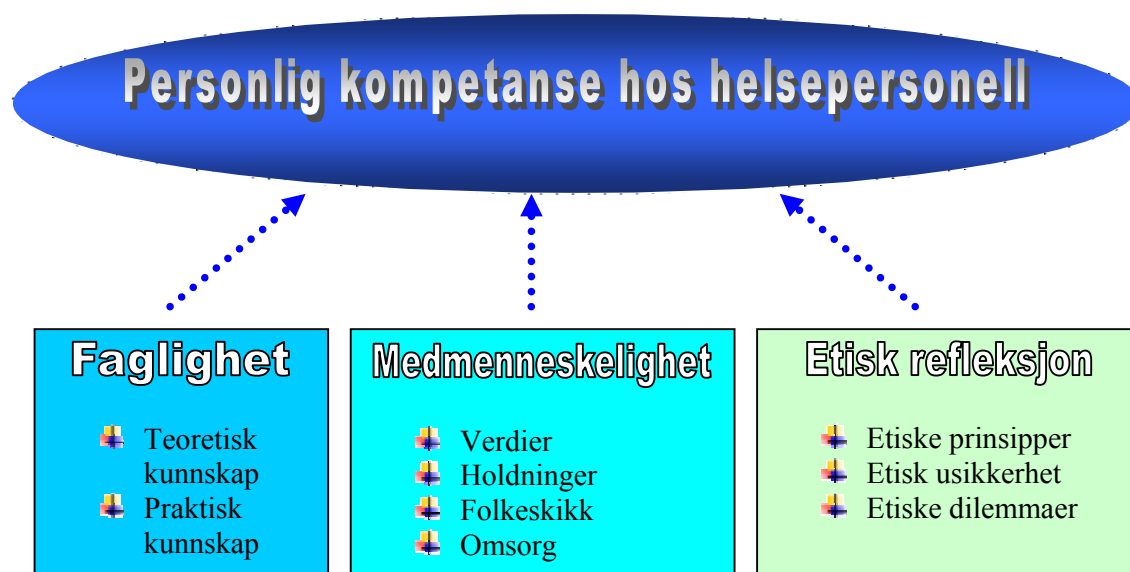 Personlig kompetanse hos helsepersonell
Faglighet
Teoretisk
kunnskap
Praktisk
kunnskap
Medmenneskelighet
Verdier
Holdninger
Folkeskikk
Omsorg
Etisk refleksjon
Etiske prinsipper
Etisk usikkerhet
Etiske dilemmaer